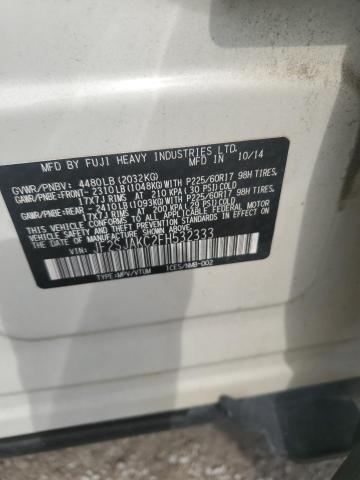 MFD BY FUJI HEAVY INDUSTRIES LTD.
MFD IN 10/14
GVWR/PNBV: 4480LB (2032KG)
GAWR/PNBE:FRONT-2310LB(1048KG)WITH P225/60R17 98H TIRES,
17X7J RIMS AT 210 KPA (30 PSI)COLD
GAWR/PNBE:REAR -2410LB(1093KG)WITH P225/60R17 98H TIRES,
17X7J RIMS AT 200 KPA (29 PSI)COLD
THIS VEHICLE CONFORMS TO ALL APPLICABLE FEDERAL MOTOR
VEHICLE SAFETY STANDARDS IN EFFECT ON THE DATE OF
MANUFACTURE SHOWN ABOVE.
VIN: JF2SJAKC2FH532333
TYPE:MPV/VTUM 1CES/NMB-002